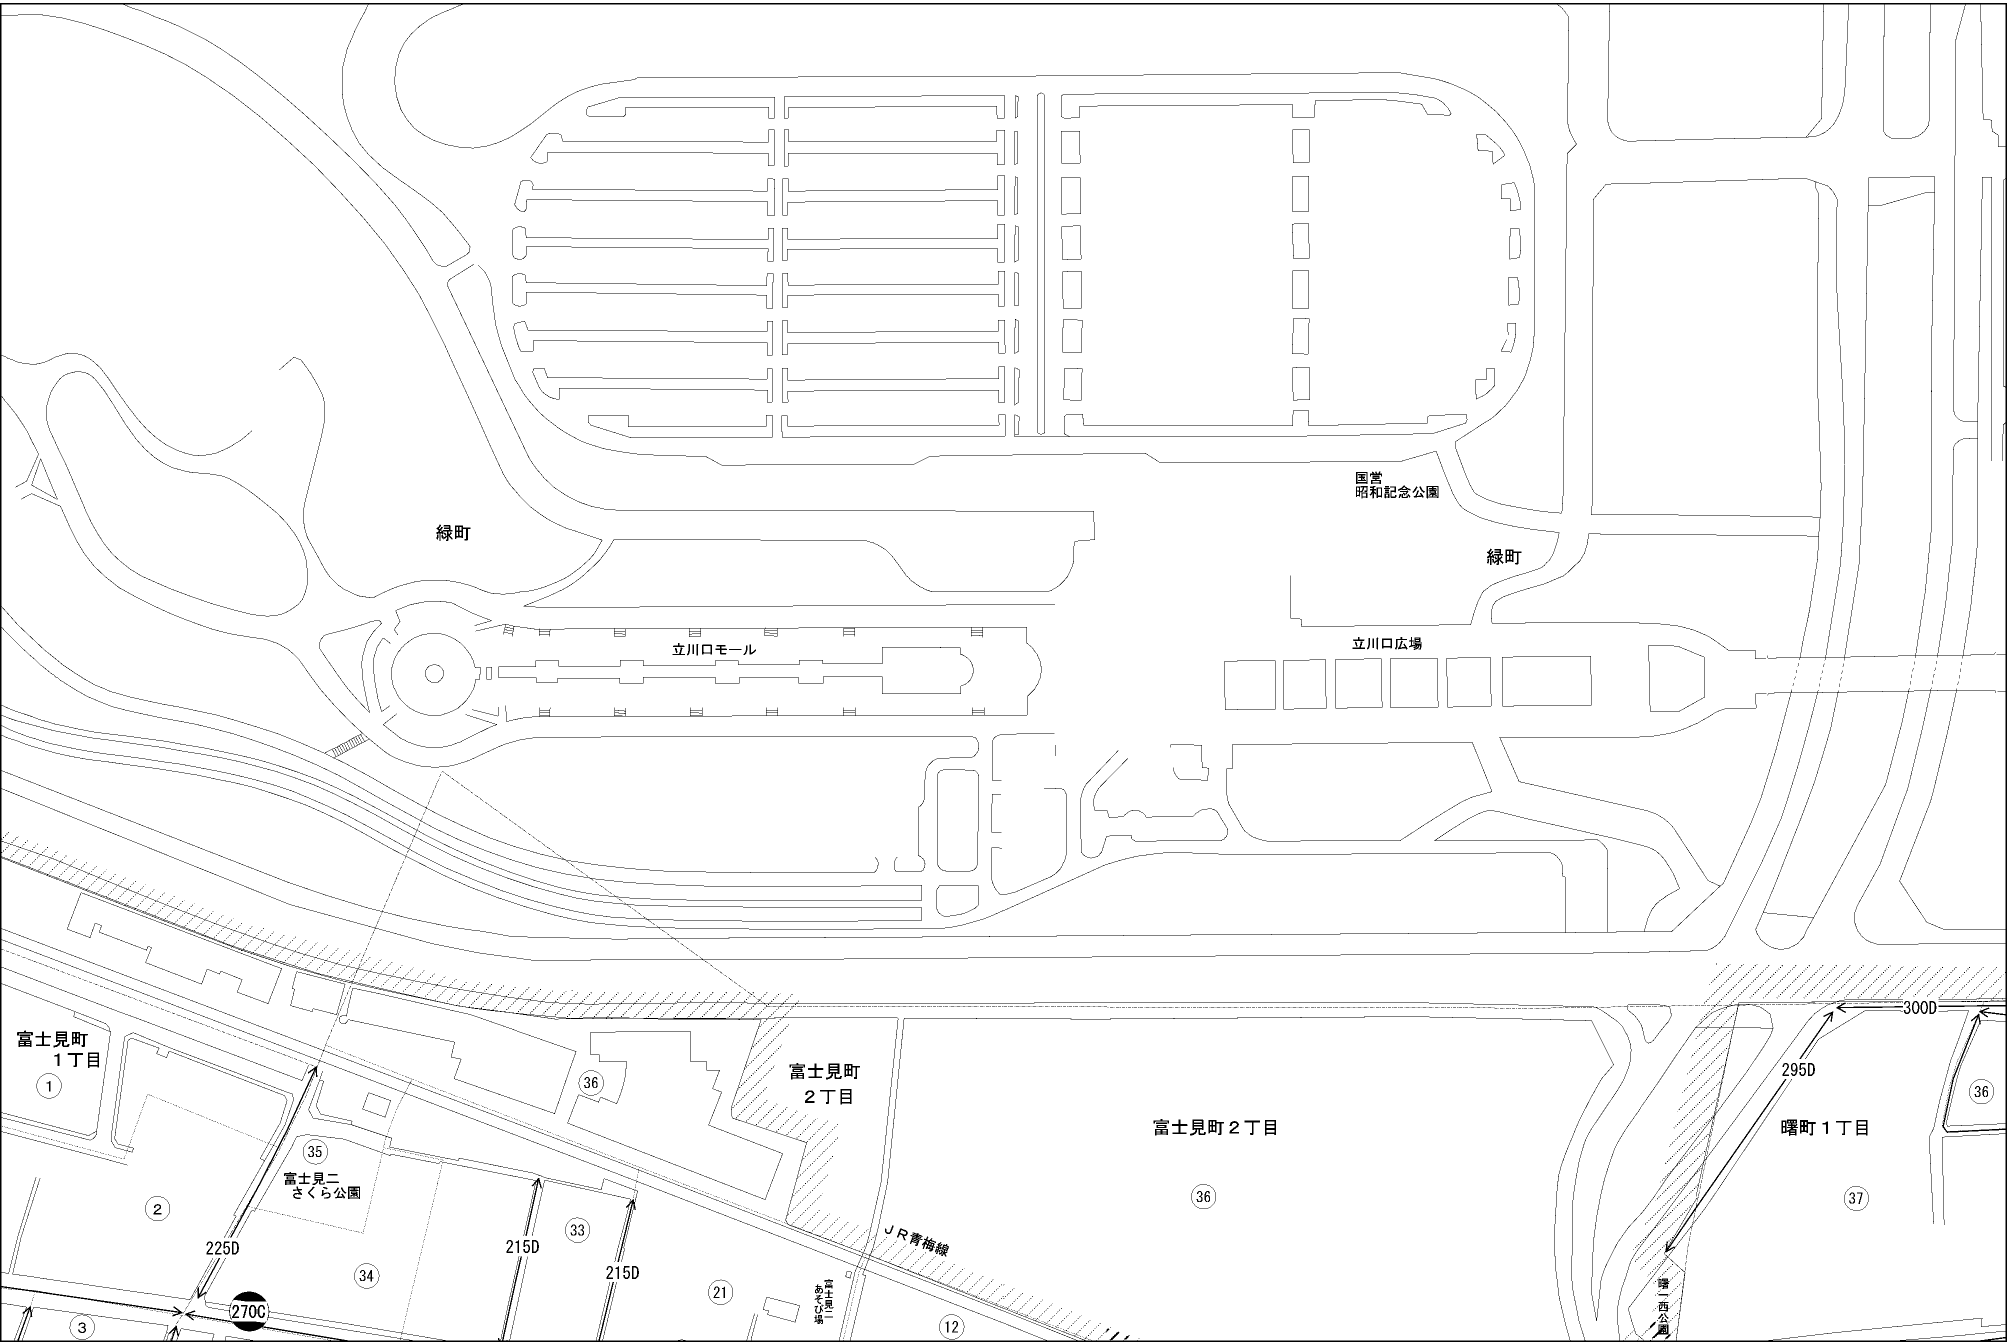 国営
昭和記念公園
緑町
緑町
立川口モール
立川口広場
300D
富士見町
1丁目
1
295D
36
富士見町
2丁目
36
富士見町2丁目
曙町1丁目
35
富士見二
さくら公園
2
36
37
33
JR青梅線
225D
215D
215D
34
21
富士見二
あそび場
曙一西公園
270C
3
12